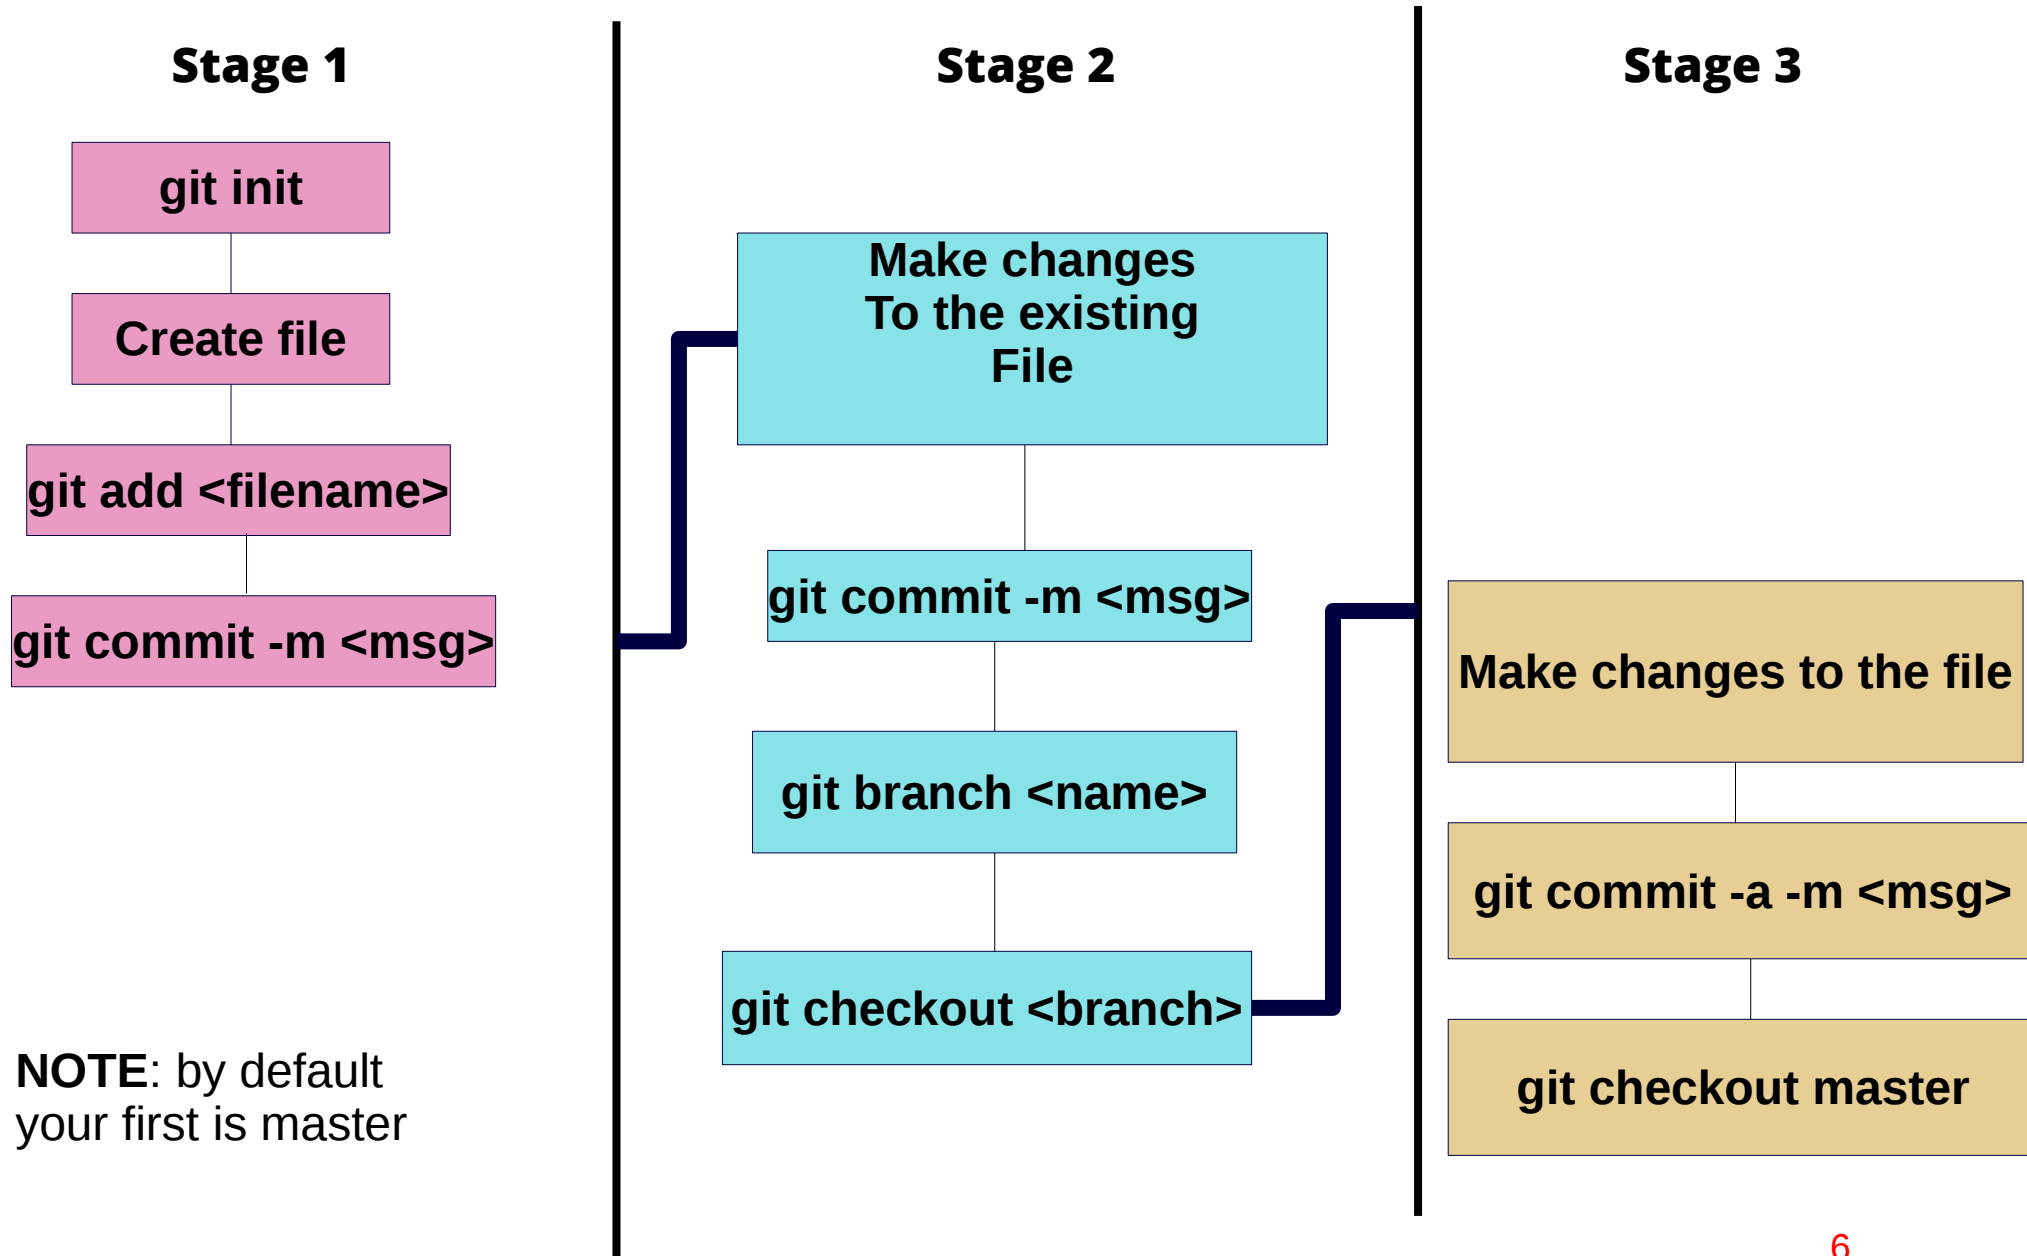 Stage 1
git init
Create file
git add <filename>
git commit -m <msg>
NOTE: by default
your first is master
Stage 2
Make changes
To the existing
File
git commit -m <msg>
git branch <name>
git checkout <branch>
Stage 3
Make changes to the file
git commit -a -m <msg>
git checkout master
6